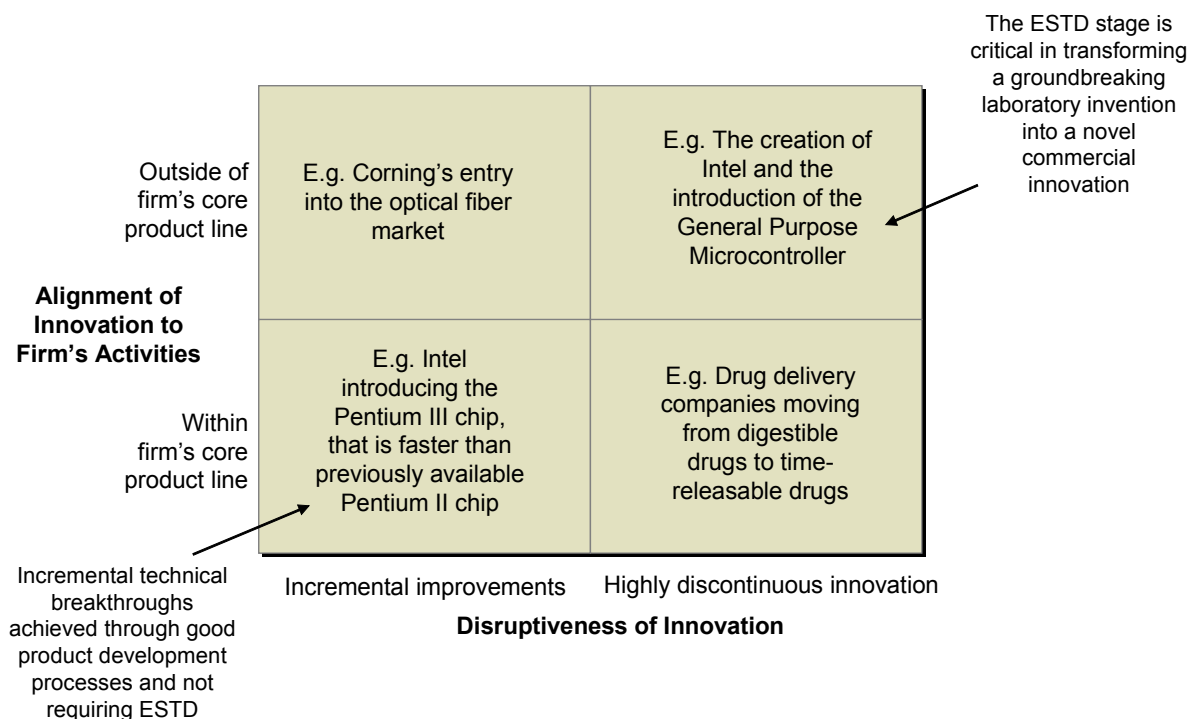 The ESTD stage is
critical in transforming
a groundbreaking
laboratory invention
into a novel
commercial
innovation
Outside of
firm’s core
product line
E.g. Corning’s entry
into the optical fiber
market
E.g. The creation of
Intel and the
introduction of the
General Purpose
Microcontroller
Alignment of
Innovation to
Firm’s Activities
Within
firm’s core
product line
E.g. Intel
introducing the
Pentium III chip,
that is faster than
previously available
Pentium II chip
E.g. Drug delivery
companies moving
from digestible
drugs to time-
releasable drugs
Incremental technical
breakthroughs
achieved through good
product development
processes and not
requiring ESTD
Incremental improvements
Highly discontinuous innovation
Disruptiveness of Innovation